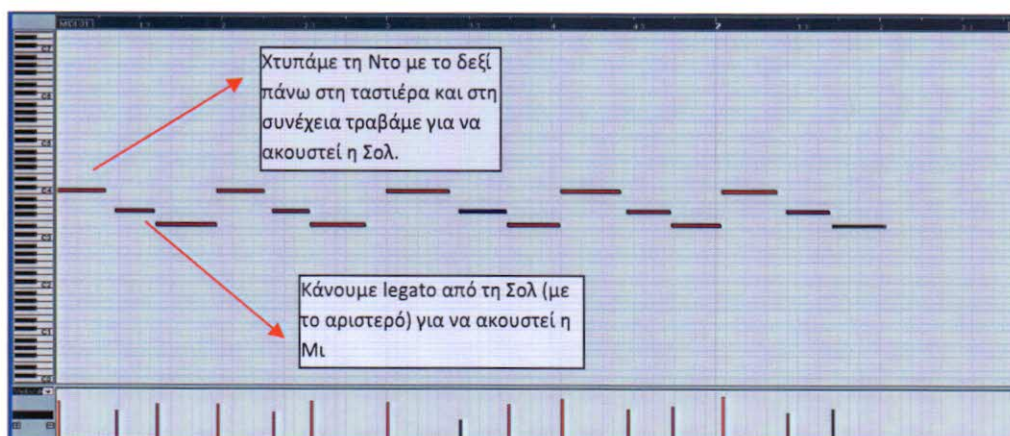 Χτυπάμε τη Ντο με το δεξί
πάνω στη ταστιέρα και στη
συνέχεια τραβάμε για να
ακουστεί η Σολ.
Κάνουμε legato από τη Σολ (με
το αριστερό) για να ακουστεί η
Μι